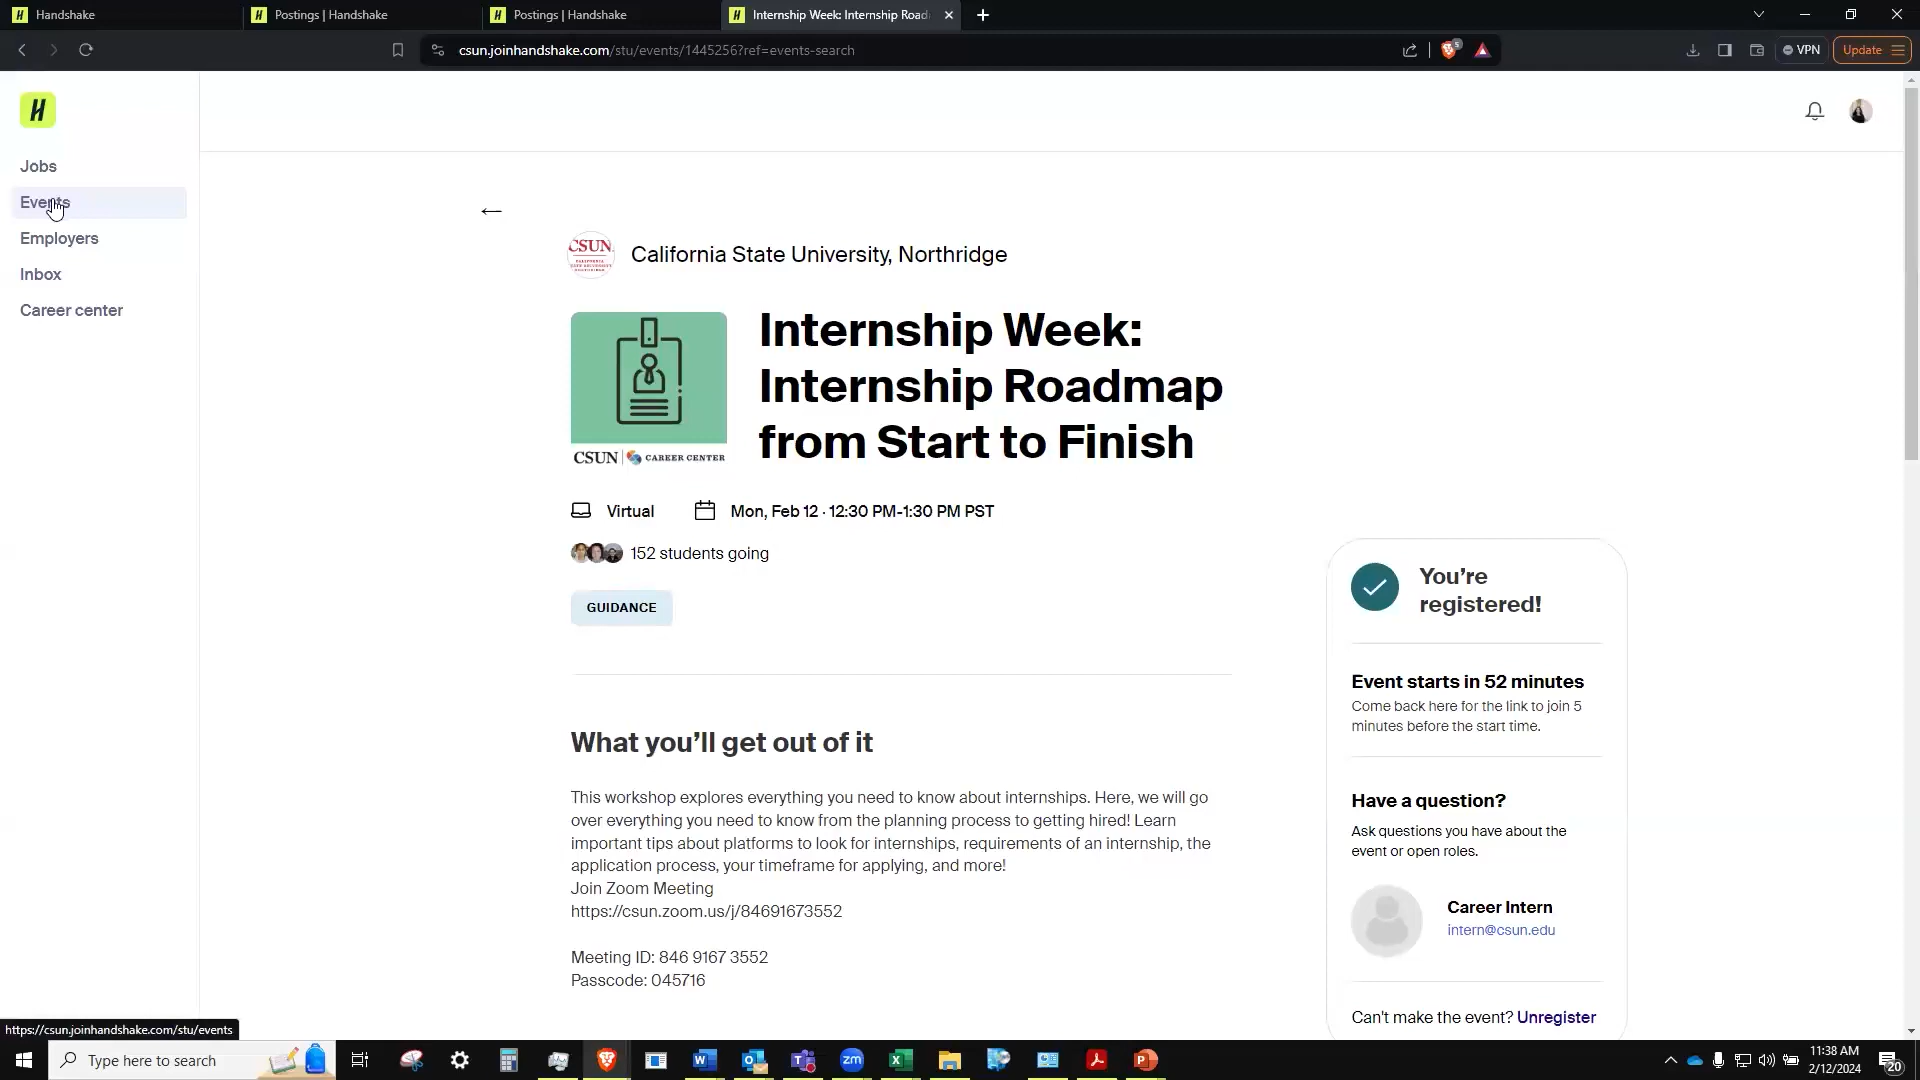 Handshake
Postings | Handshake
Postings | Handshake
Internship Week: Internship Road
csun.joinhandshake.com/stu/events/1445256?ref=events-search
5
VPN
Update
H
Jobs
Events
Employers
Inbox
Career center
CSUN
California State University, Northridge
Internship Week:
Internship Roadmap
from Start to Finish
CSUN | CAREER CENTER
Virtual
Mon, Feb 12 · 12:30 PM-1:30 PM PST
152 students going
GUIDANCE
What you’ll get out of it
This workshop explores everything you need to know about internships. Here, we will go
over everything you need to know from the planning process to getting hired! Learn
important tips about platforms to look for internships, requirements of an internship, the
application process, your timeframe for applying, and more!
Join Zoom Meeting
https://csun.zoom.us/j/84691673552
Meeting ID: 846 9167 3552
Passcode: 045716
You’re
registered!
Event starts in 52 minutes
Come back here for the link to join 5
minutes before the start time.
Have a question?
Ask questions you have about the
event or open roles.
Career Intern
intern@csun.edu
Can't make the event? Unregister
https://csun.joinhandshake.com/stu/events
Type here to search
zm
11:38 AM
2/12/2024
20